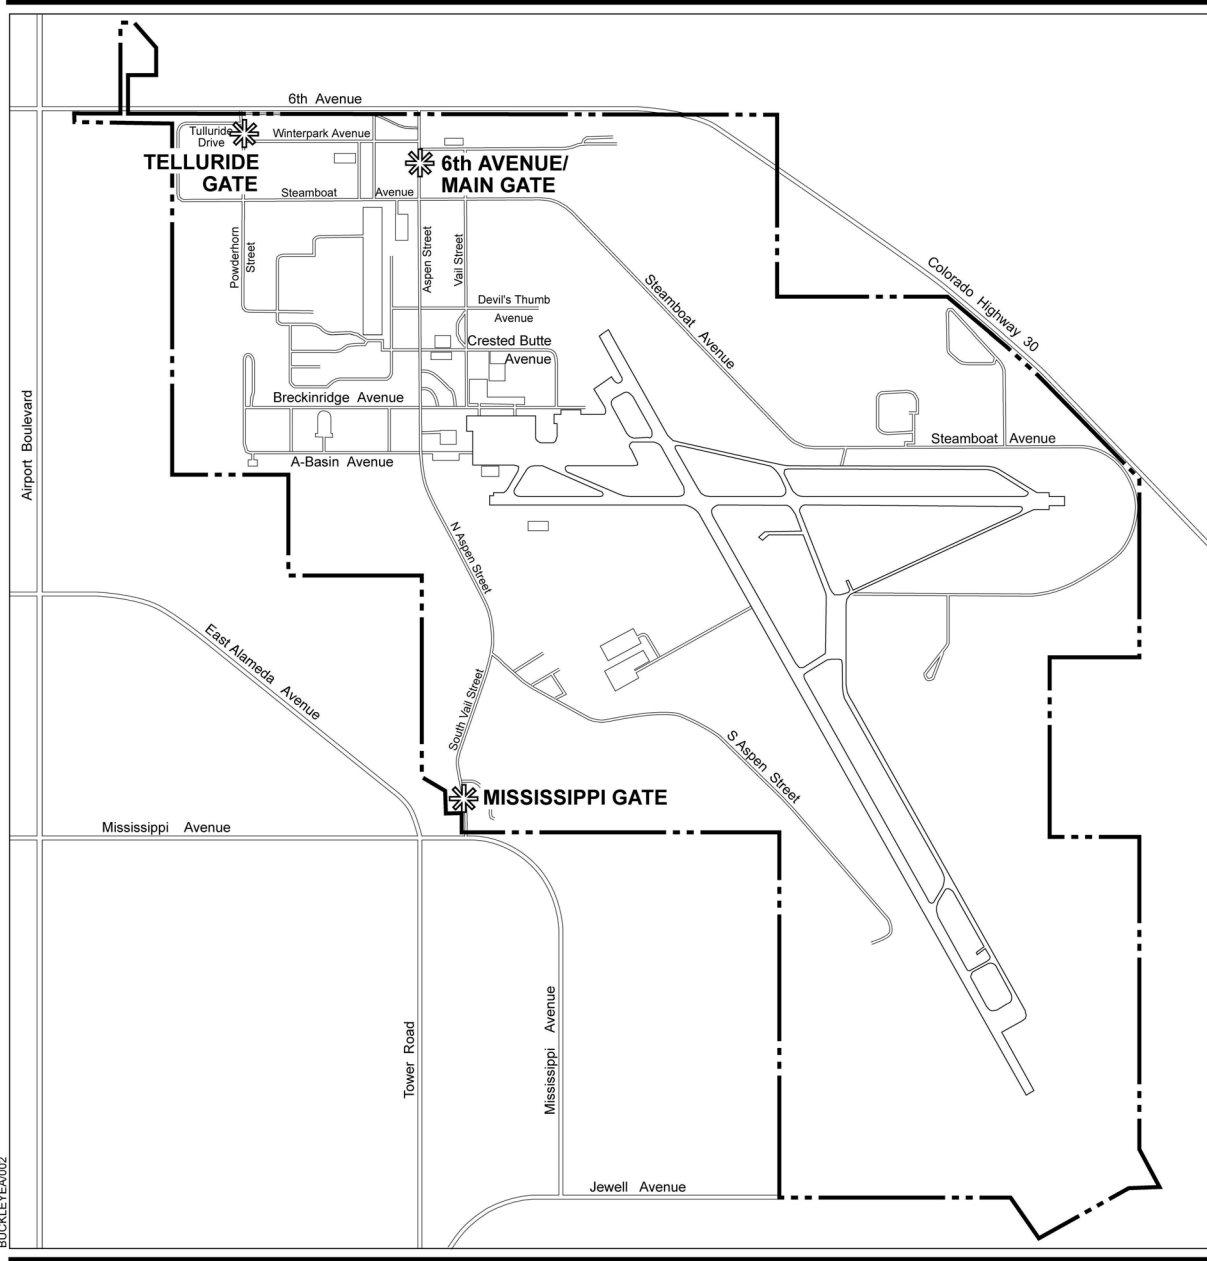 6th Avenue
Tulluride
Drive
Winterpark Avenue
TELLURIDE
GATE
6th AVENUE/
MAIN GATE
Steamboat Avenue
Powderhorn
Street
Aspen Street
Vail Street
Devil's Thumb
Avenue
Crested Butte
Avenue
Steamboat Avenue
Colorado Highway 30
Breckinridge Avenue
A-Basin Avenue
Steamboat Avenue
Airport Boulevard
N Aspen Street
East Alameda Avenue
South Vail Street
S Aspen Street
MISSISSIPPI GATE
Mississippi Avenue
Tower Road
Mississippi Avenue
Jewell Avenue
BUCKLEYEA/002